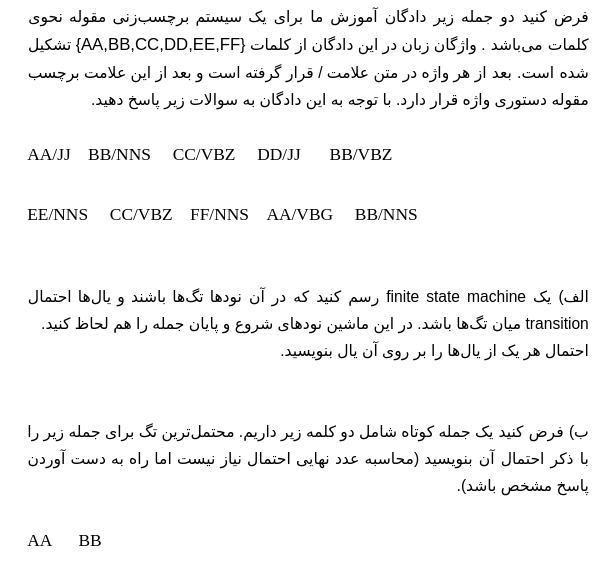 فرض کنید دو جمله زیر دادگان آموزش ما برای یک سیستم برچسب‌زنی مقوله نحوی
کلمات می‌باشد . واژگان زبان در این دادگان از کلمات {AA,BB,CC,DD,EE,FF} تشکیل
شده است. بعد از هر واژه در متن علامت / قرار گرفته است و بعد از این علامت برچسب
مقوله دستوری واژه قرار دارد. با توجه به این دادگان به سوالات زیر پاسخ دهید.
AA/JJ BB/NNS CC/VBZ DD/JJ BB/VBZ
EE/NNS CC/VBZ FF/NNS AA/VBG BB/NNS
الف) یک finite state machine رسم کنید که در آن نودها تگ‌ها باشند و یال‌ها احتمال
transition میان تگ‌ها باشد. در این ماشین نودهای شروع و پایان جمله را هم لحاظ کنید.
احتمال هر یک از یال‌ها را بر روی آن یال بنویسید.
ب) فرض کنید یک جمله کوتاه شامل دو کلمه زیر داریم. محتمل‌ترین تگ برای جمله زیر را
با ذکر احتمال آن بنویسید (محاسبه عدد نهایی احتمال نیاز نیست اما راه به دست آوردن
پاسخ مشخص باشد).
AA BB